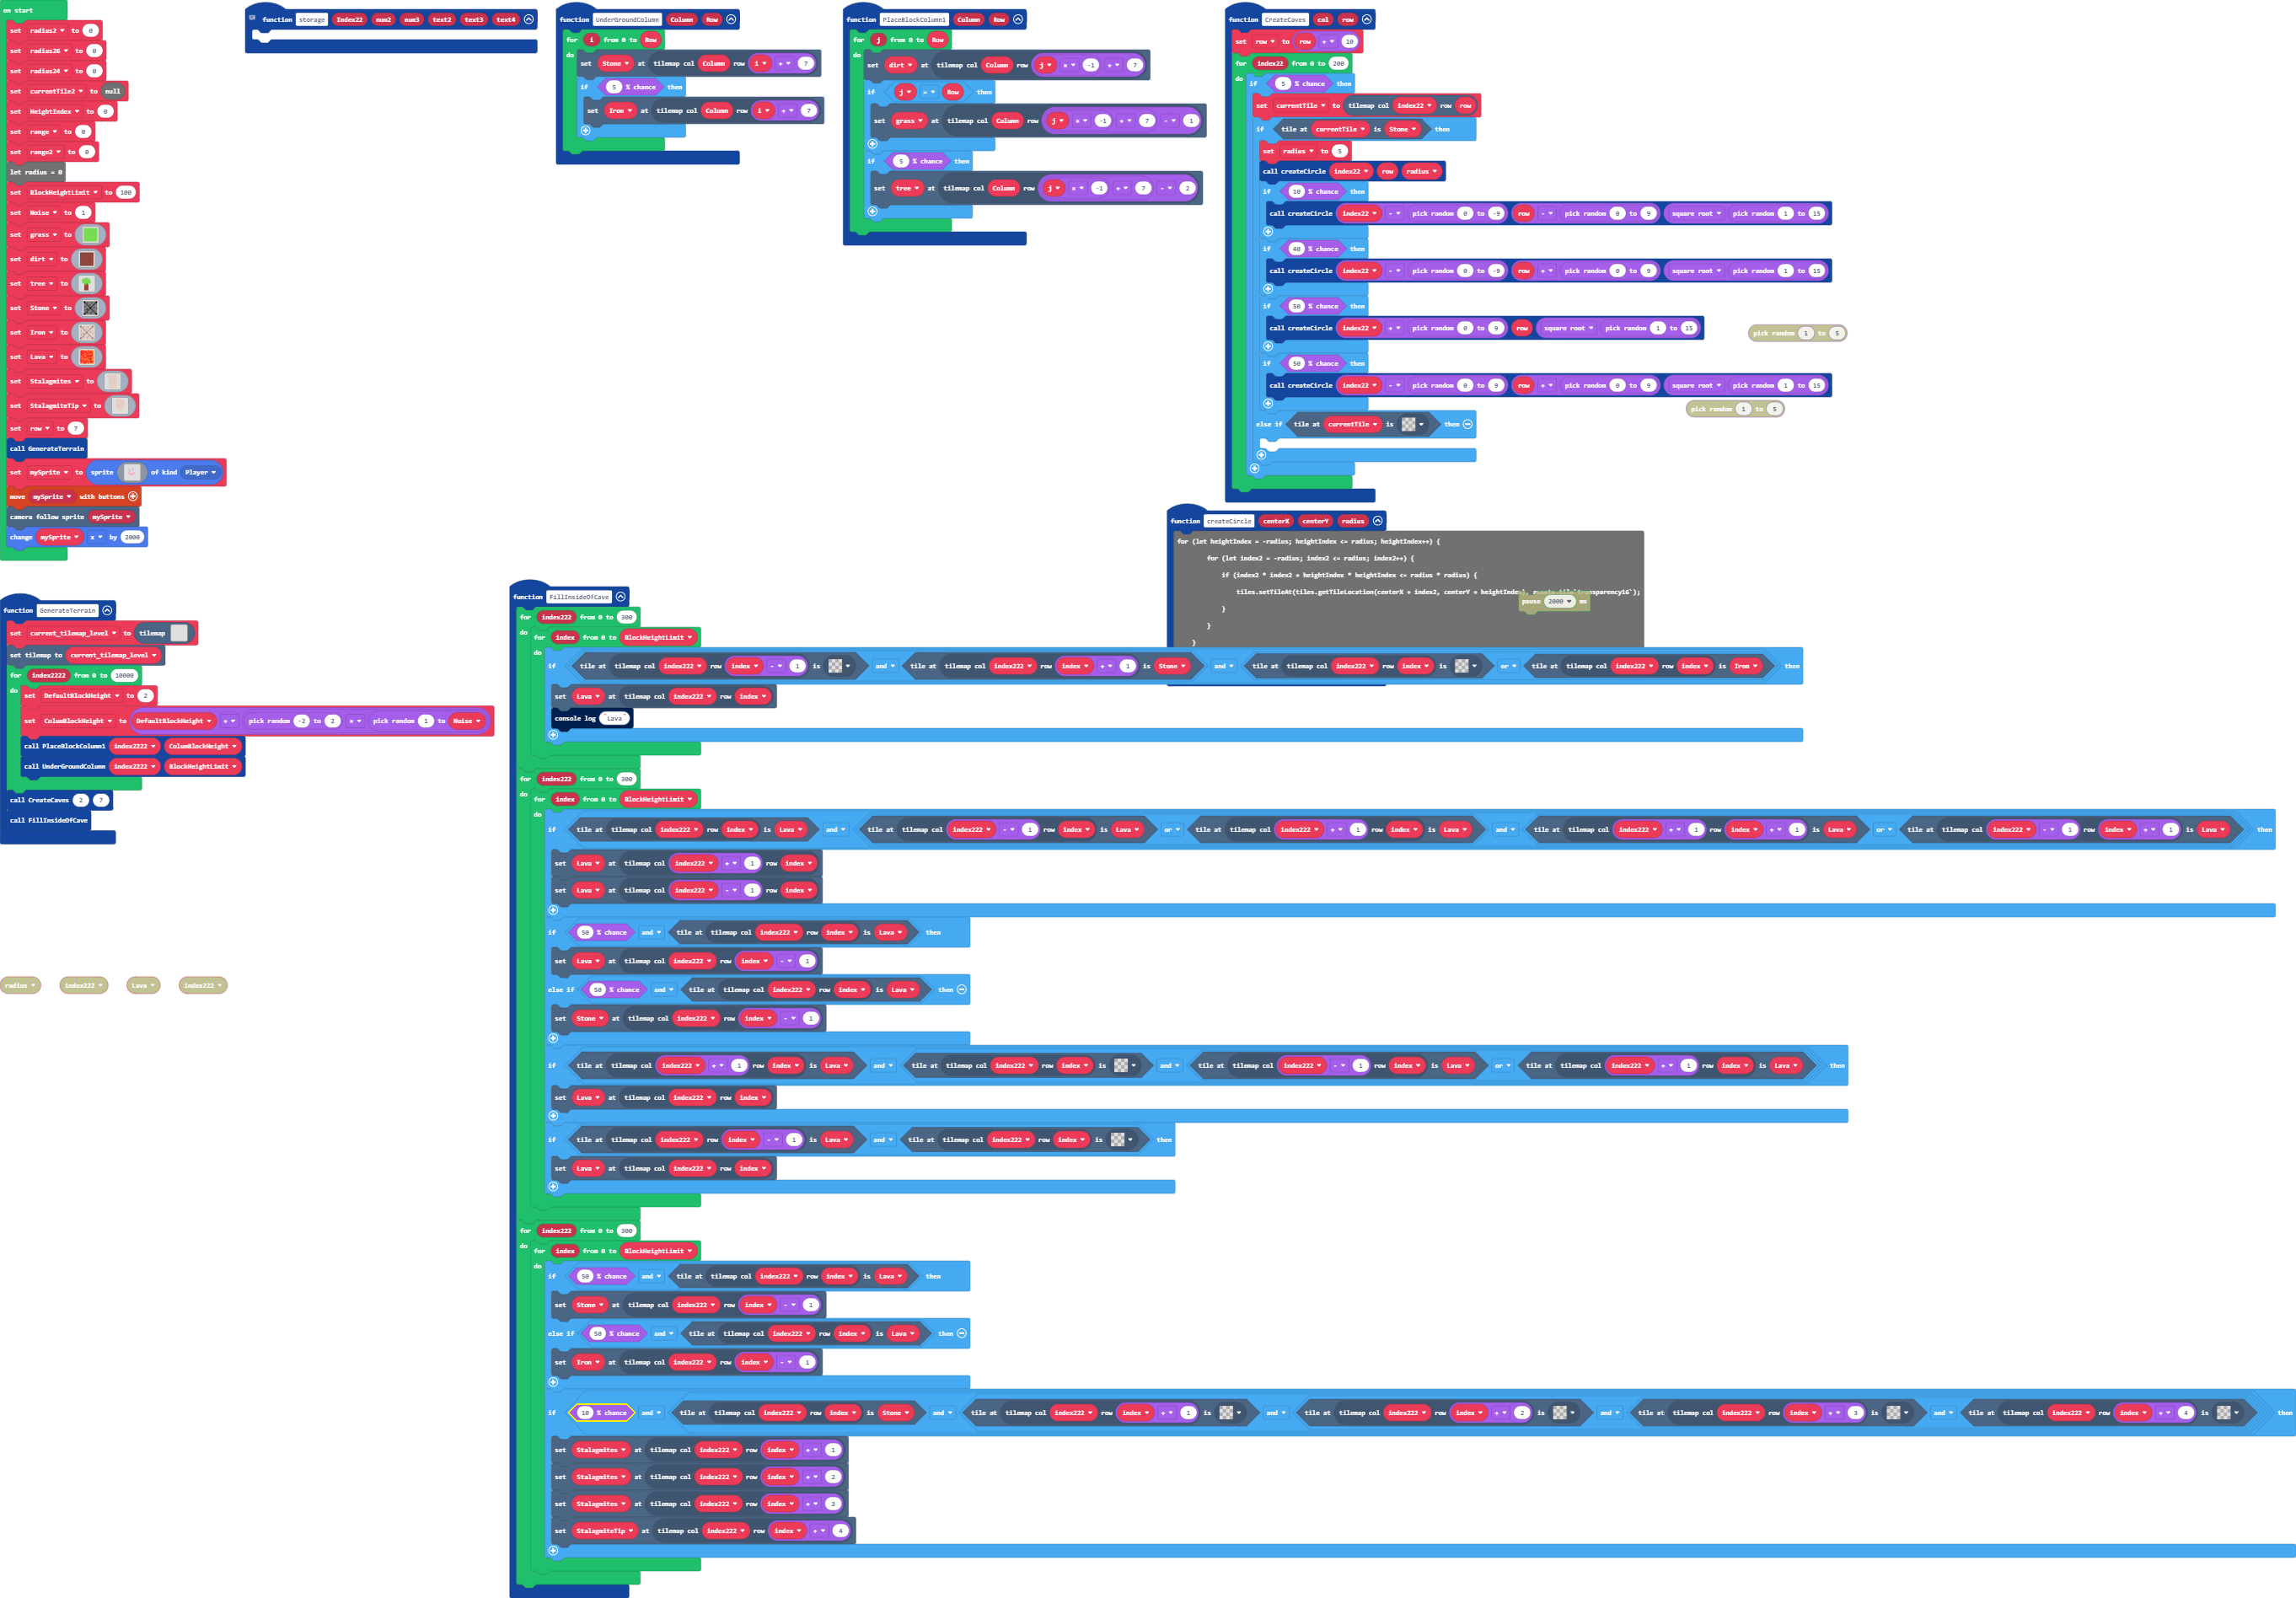 on start
set radius2 to 0
set radius26 to 0
set radius24 to 0
set currentTile2 to null
set HeightIndex to 0
set range to 0
set range2 to 0
let radius = 0
set BlockHeightLimit to 100
set Noise to 1
set grass to
set dirt to
set tree to
set Stone to
set Iron to
set Lava to
set Stalagmites to
set StalagmiteTip to
set row to 7
call GenerateTerrain
set mySprite to sprite of kind Player
move mySprite with buttons
camera follow sprite mySprite
change mySprite x by 2000
function storage Index22 num2 num3 text2 text3 text4
function UnderGroundColumn Column Row
for i from 0 to Row
do
set Stone at tilemap col Column row i + 7
if 5 % chance then
set Iron at tilemap col Column row i + 7
function PlaceBlockColumn1 Column Row
for j from 0 to Row
do
set dirt at tilemap col Column row j × -1 + 7
if j = Row then
set grass at tilemap col Column row j × -1 + 7 - 1
if 5 % chance then
set tree at tilemap col Column row j × -1 + 7 - 2
function CreateCaves col row
set row to row + 10
for index22 from 0 to 200
do
if 5 % chance then
set currentTile to tilemap col index22 row row
if tile at currentTile is Stone then
set radius to 5
call createCircle index22 row radius
if 10 % chance then
call createCircle index22 - pick random 0 to -9 row - pick random 0 to 9 square root pick random 1 to 15
if 40 % chance then
call createCircle index22 - pick random 0 to -9 row + pick random 0 to 9 square root pick random 1 to 15
if 50 % chance then
call createCircle index22 + pick random 0 to 9 row square root pick random 1 to 15
if 50 % chance then
call createCircle index22 - pick random 0 to 9 row + pick random 0 to 9 square root pick random 1 to 15
else if tile at currentTile is then
pick random 1 to 5
pick random 1 to 5
function createCircle centerX centerY radius
for (let heightIndex = -radius; heightIndex <= radius; heightIndex++) {
for (let index2 = -radius; index2 <= radius; index2++) {
if (index2 * index2 + heightIndex * heightIndex <= radius * radius) {
tiles.setTileAt(tiles.getTileLocation(centerX + index2, centerY + heightIndex), transparency16`);
}
}
}
pause 2000 ms
function GenerateTerrain
set current_tilemap_level to tilemap
set tilemap to current_tilemap_level
for index2222 from 0 to 10000
do
set DefaultBlockHeight to 2
set ColumBlockHeight to DefaultBlockHeight + pick random -2 to 2 × pick random 1 to Noise
call PlaceBlockColumn1 index2222 ColumBlockHeight
call UnderGroundColumn index2222 BlockHeightLimit
call CreateCaves 2 7
call FillInsideOfCave
radius index222 Lava index222
function FillInsideOfCave
for index222 from 0 to 300
do
for index from 0 to BlockHeightLimit
do
if tile at tilemap col index222 row index - 1 is and tile at tilemap col index222 row index + 1 is Stone and tile at tilemap col index222 row index is or tile at tilemap col index222 row index is Iron then
set Lava at tilemap col index222 row index
console log `Lava`
for index222 from 0 to 300
do
for index from 0 to BlockHeightLimit
do
if tile at tilemap col index222 row index is Lava and tile at tilemap col index222 - 1 row index is Lava or tile at tilemap col index222 + 1 row index is Lava and tile at tilemap col index222 + 1 row index + 1 is Lava or tile at tilemap col index222 - 1 row index + 1 is Lava then
set Lava at tilemap col index222 + 1 row index
set Lava at tilemap col index222 - 1 row index
if 50 % chance and tile at tilemap col index222 row index is Lava then
set Lava at tilemap col index222 row index - 1
else if 50 % chance and tile at tilemap col index222 row index is Lava then
set Stone at tilemap col index222 row index - 1
if tile at tilemap col index222 + 1 row index is Lava and tile at tilemap col index222 row index is and tile at tilemap col index222 - 1 row index is Lava or tile at tilemap col index222 + 1 row index is Lava then
set Lava at tilemap col index222 row index
if tile at tilemap col index222 row index - 1 is Lava and tile at tilemap col index222 row index is then
set Lava at tilemap col index222 row index
for index222 from 0 to 300
do
for index from 0 to BlockHeightLimit
do
if 50 % chance and tile at tilemap col index222 row index is Lava then
set Stone at tilemap col index222 row index - 1
else if 50 % chance and tile at tilemap col index222 row index is Lava then
set Iron at tilemap col index222 row index - 1
if 10 % chance and tile at tilemap col index222 row index is Stone and tile at tilemap col index222 row index + 1 is and tile at tilemap col index222 row index + 2 is and tile at tilemap col index222 row index + 3 is and tile at tilemap col index222 row index + 4 is then
set Stalagmites at tilemap col index222 row index + 1
set Stalagmites at tilemap col index222 row index + 2
set Stalagmites at tilemap col index222 row index + 3
set StalagmiteTip at tilemap col index222 row index + 4